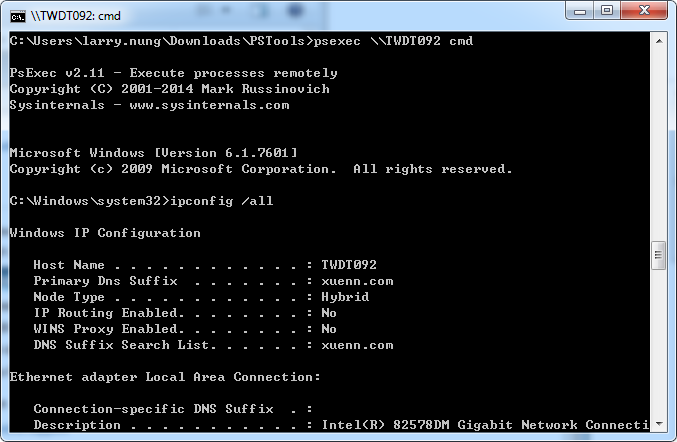 \\TWDT092: cmd
C:\Users\larry.nung\Downloads\PSTools>psexec \\TWDT092 cmd
PsExec v2.11 - Execute processes remotely
Copyright (C) 2001-2014 Mark Russinovich
Sysinternals - www.sysinternals.com
Microsoft Windows [Version 6.1.7601]
Copyright (c) 2009 Microsoft Corporation.  All rights reserved.
C:\Windows\system32>ipconfig /all
Windows IP Configuration
   Host Name . . . . . . . . . . . . : TWDT092
   Primary Dns Suffix  . . . . . . . : xuenn.com
   Node Type . . . . . . . . . . . . : Hybrid
   IP Routing Enabled. . . . . . . . : No
   WINS Proxy Enabled. . . . . . . . : No
   DNS Suffix Search List. . . . . . : xuenn.com
Ethernet adapter Local Area Connection:
   Connection-specific DNS Suffix  . :
   Description . . . . . . . . . . . : Intel(R) 82578DM Gigabit Network Connecti